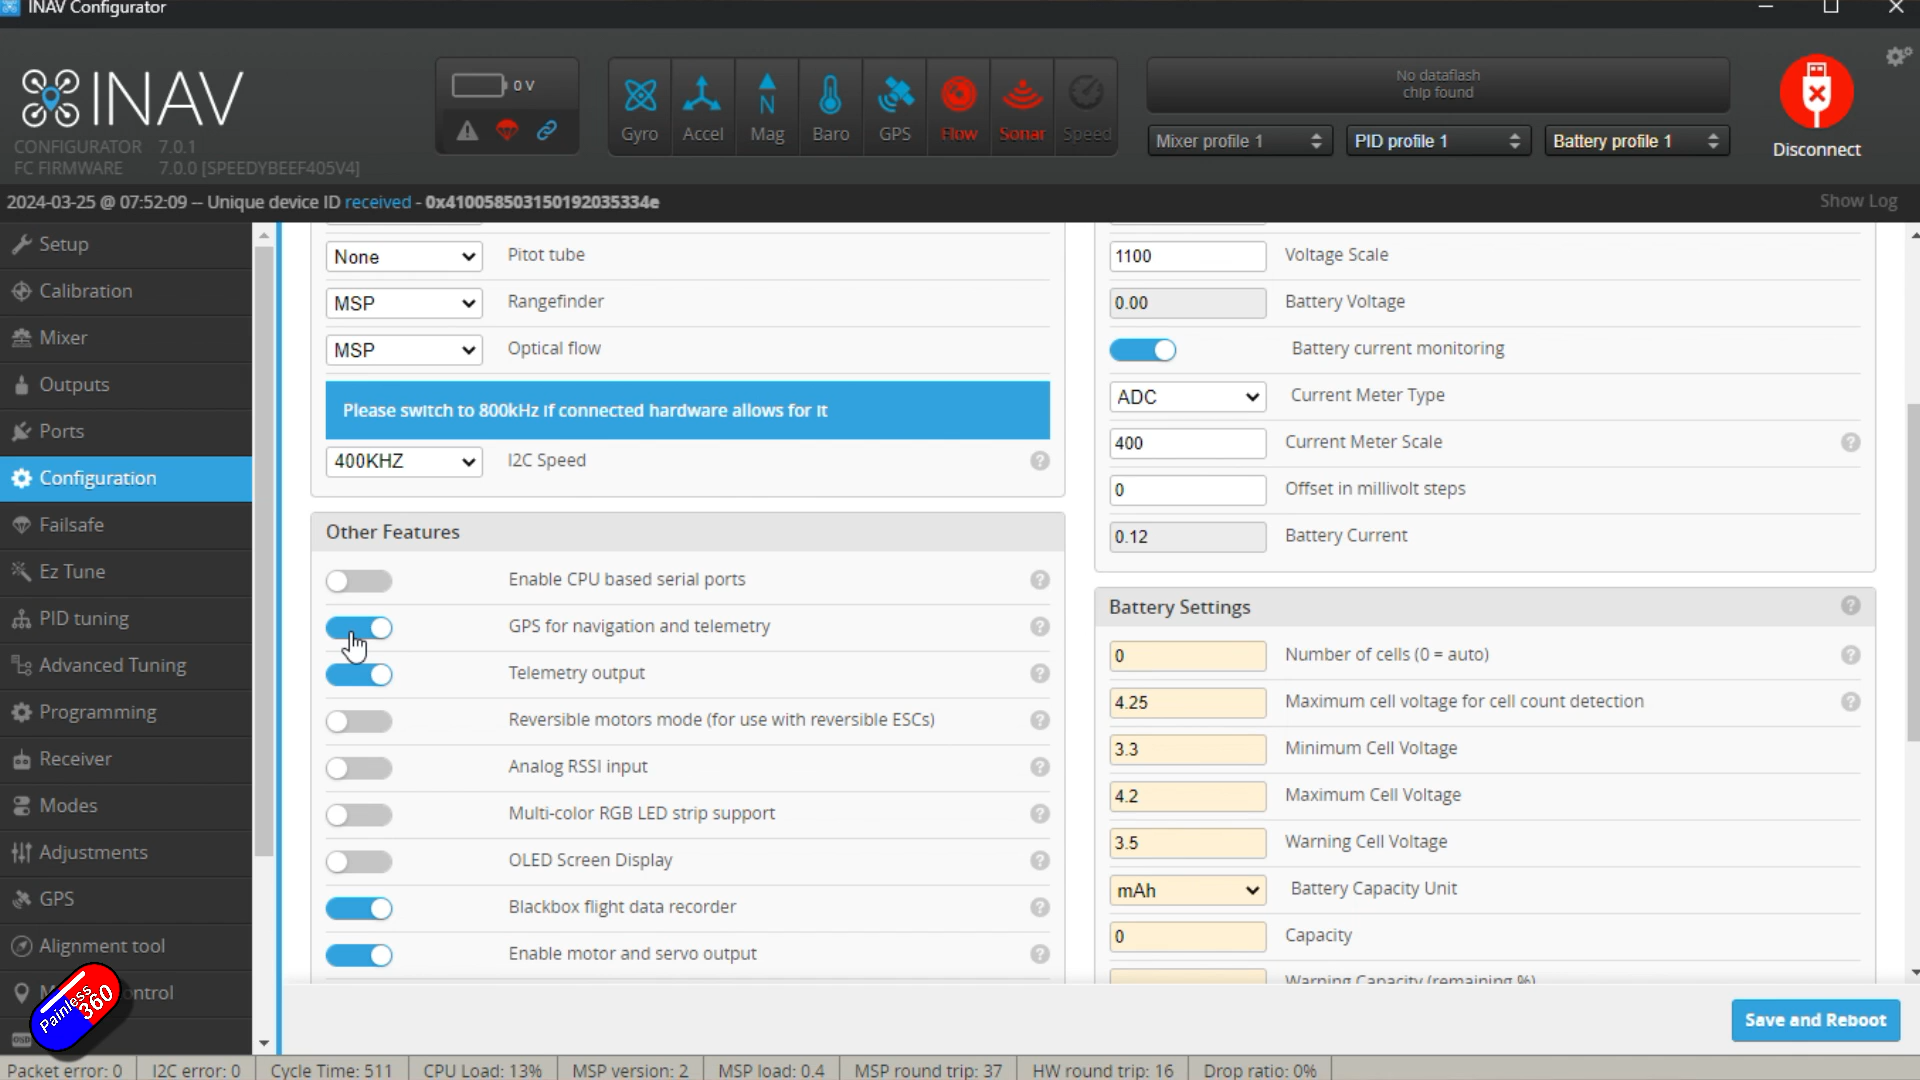 INAV Configurator
INAV
CONFIGURATOR 7.0.1
FC FIRMWARE 7.0.0 [SPEEDYBEEF405V4]
0 V
Gyro
Accel
Mag
Baro
GPS
Flow
Sonar
Speed
No dataflash
chip found
Mixer profile 1
PID profile 1
Battery profile 1
Disconnect
2024-03-25 @ 07:52:09 -- Unique device ID received - 0x410058503150192035334e
Show Log
Setup
Calibration
Mixer
Outputs
Ports
Configuration
Failsafe
Ez Tune
PID tuning
Advanced Tuning
Programming
Receiver
Modes
Adjustments
GPS
Alignment tool
ontrol
Painless
360
None Pitot tube
MSP Rangefinder
MSP Optical flow
Please switch to 800kHz if connected hardware allows for it
400KHZ I2C Speed
Other Features
Enable CPU based serial ports
GPS for navigation and telemetry
Telemetry output
Reversible motors mode (for use with reversible ESCs)
Analog RSSI input
Multi-color RGB LED strip support
OLED Screen Display
Blackbox flight data recorder
Enable motor and servo output
1100 Voltage Scale
0.00 Battery Voltage
Battery current monitoring
ADC Current Meter Type
400 Current Meter Scale
0 Offset in millivolt steps
0.12 Battery Current
Battery Settings
0 Number of cells (0 = auto)
4.25 Maximum cell voltage for cell count detection
3.3 Minimum Cell Voltage
4.2 Maximum Cell Voltage
3.5 Warning Cell Voltage
mAh Battery Capacity Unit
0 Capacity
Warning Capacity (remaining %)
Save and Reboot
Packet error: 0
I2C error: 0
Cycle Time: 511
CPU Load: 13%
MSP version: 2
MSP load: 0.4
MSP round trip: 37
HW round trip: 16
Drop ratio: 0%